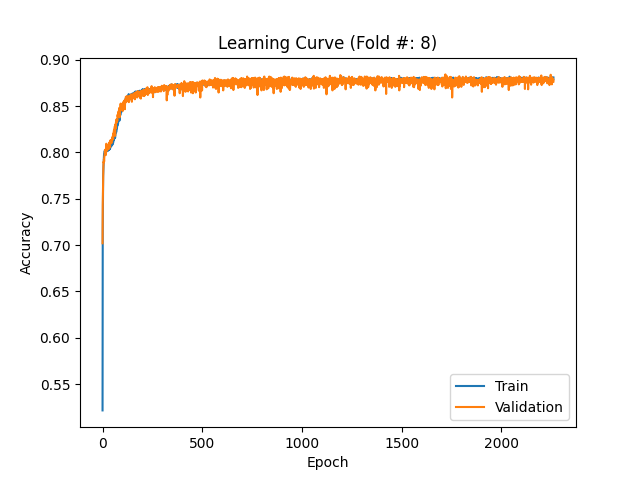 Learning Curve (Fold #: 8)
0.90
0.85
0.80
0.75
0.70
0.65
0.60
0.55
Accuracy
0 500 1000 1500 2000
Epoch
Train
Validation